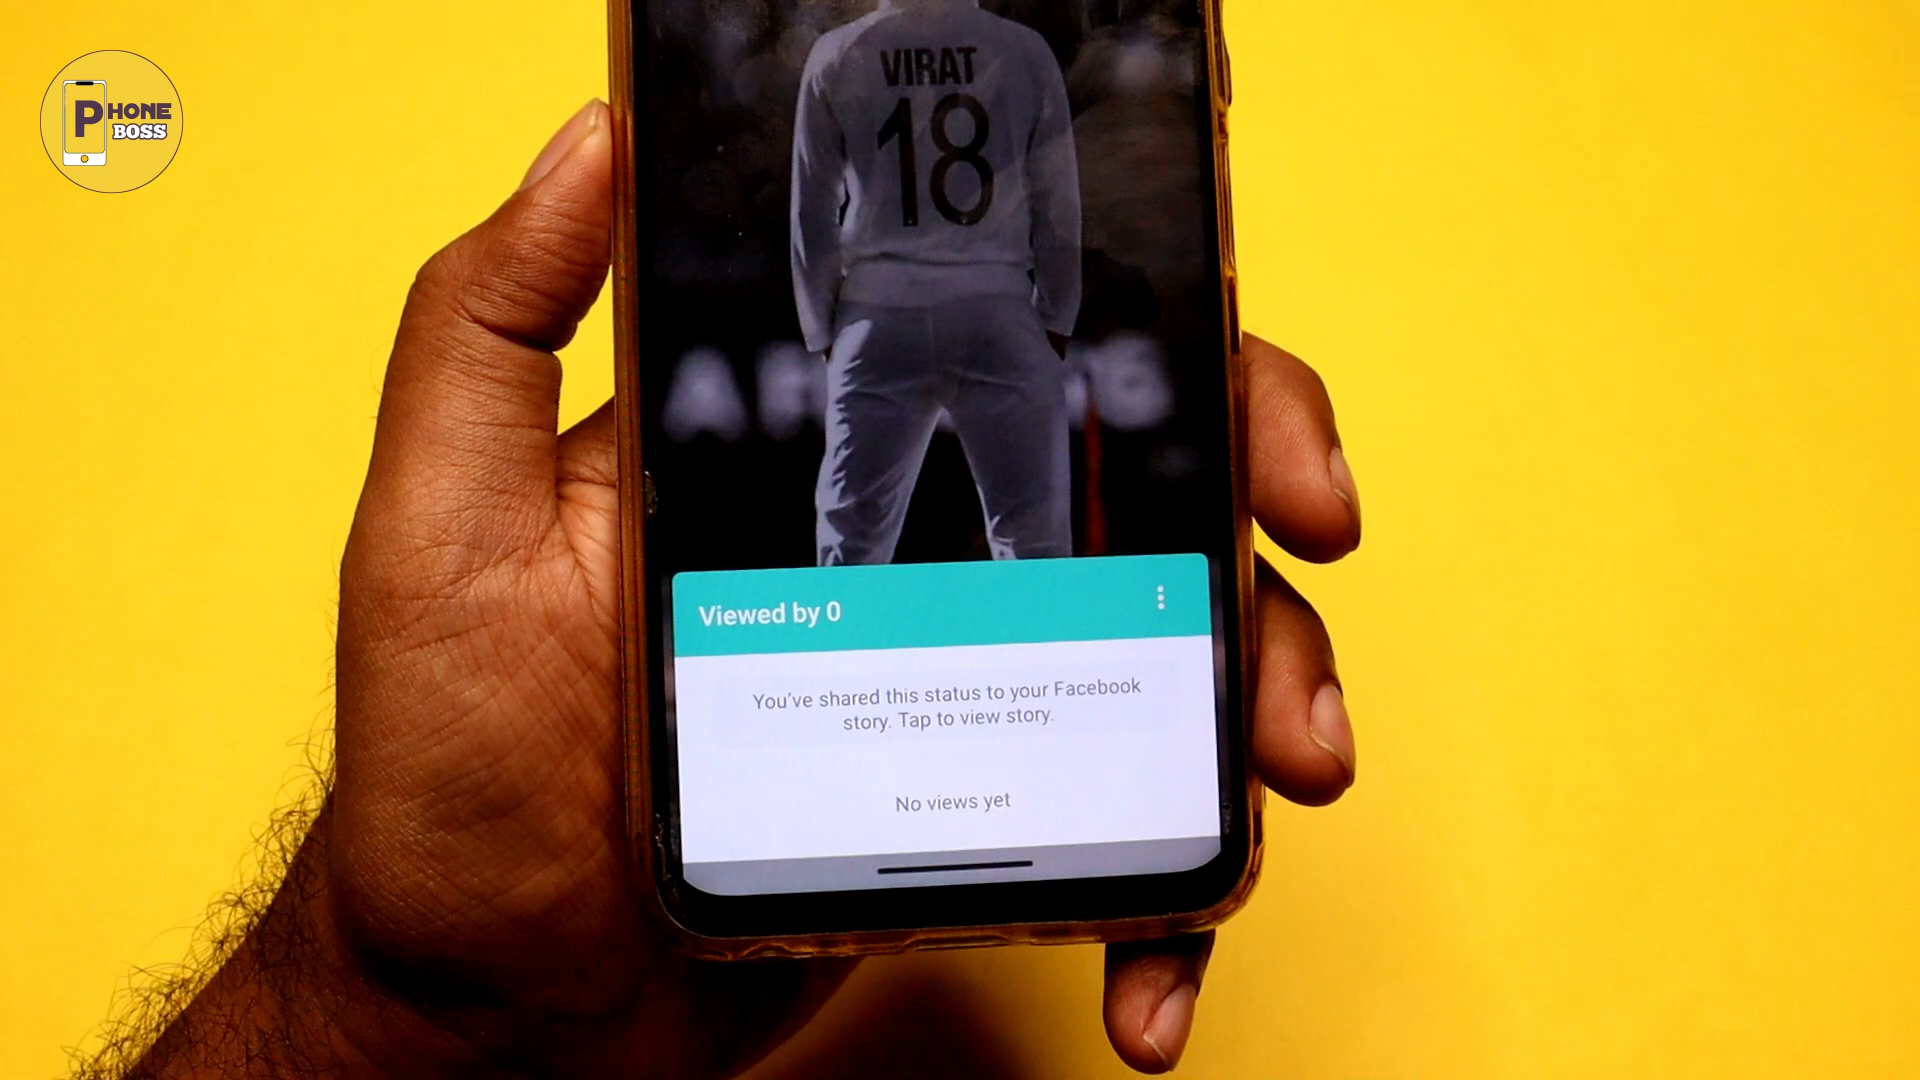 PHONE
BOSS
VIRAT
18
Viewed by 0
You've shared this status to your Facebook
story. Tap to view story.
No views yet